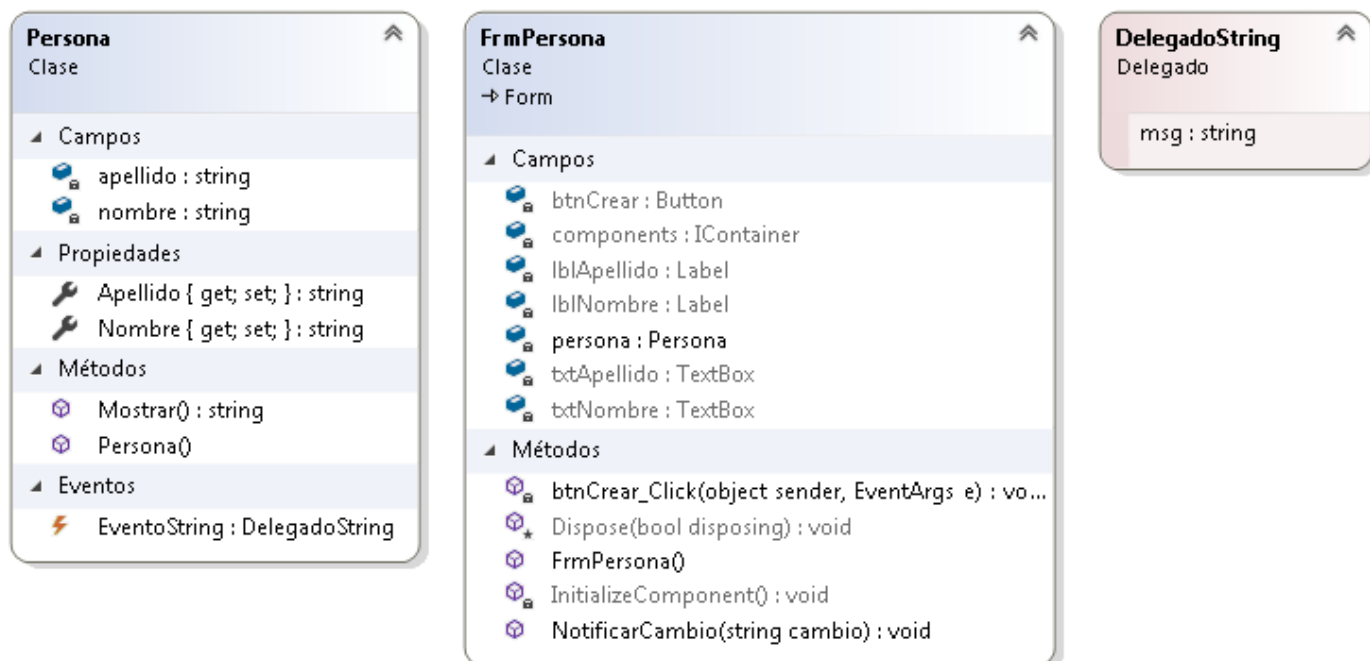 Persona
Clase
Campos
apellido : string
nombre : string
Propiedades
Apellido { get; set; } : string
Nombre { get; set; } : string
Métodos
Mostrar() : string
Persona()
Eventos
EventoString : DelegadoString
FrmPersona
Clase
Form
Campos
btnCrear : Button
components : IContainer
lblApellido : Label
lblNombre : Label
persona : Persona
txtApellido : TextBox
txtNombre : TextBox
Métodos
btnCrear_Click(object sender, EventArgs e) : vo...
Dispose(bool disposing) : void
FrmPersona()
InitializeComponent() : void
NotificarCambio(string cambio) : void
DelegadoString
Delegado
msg : string